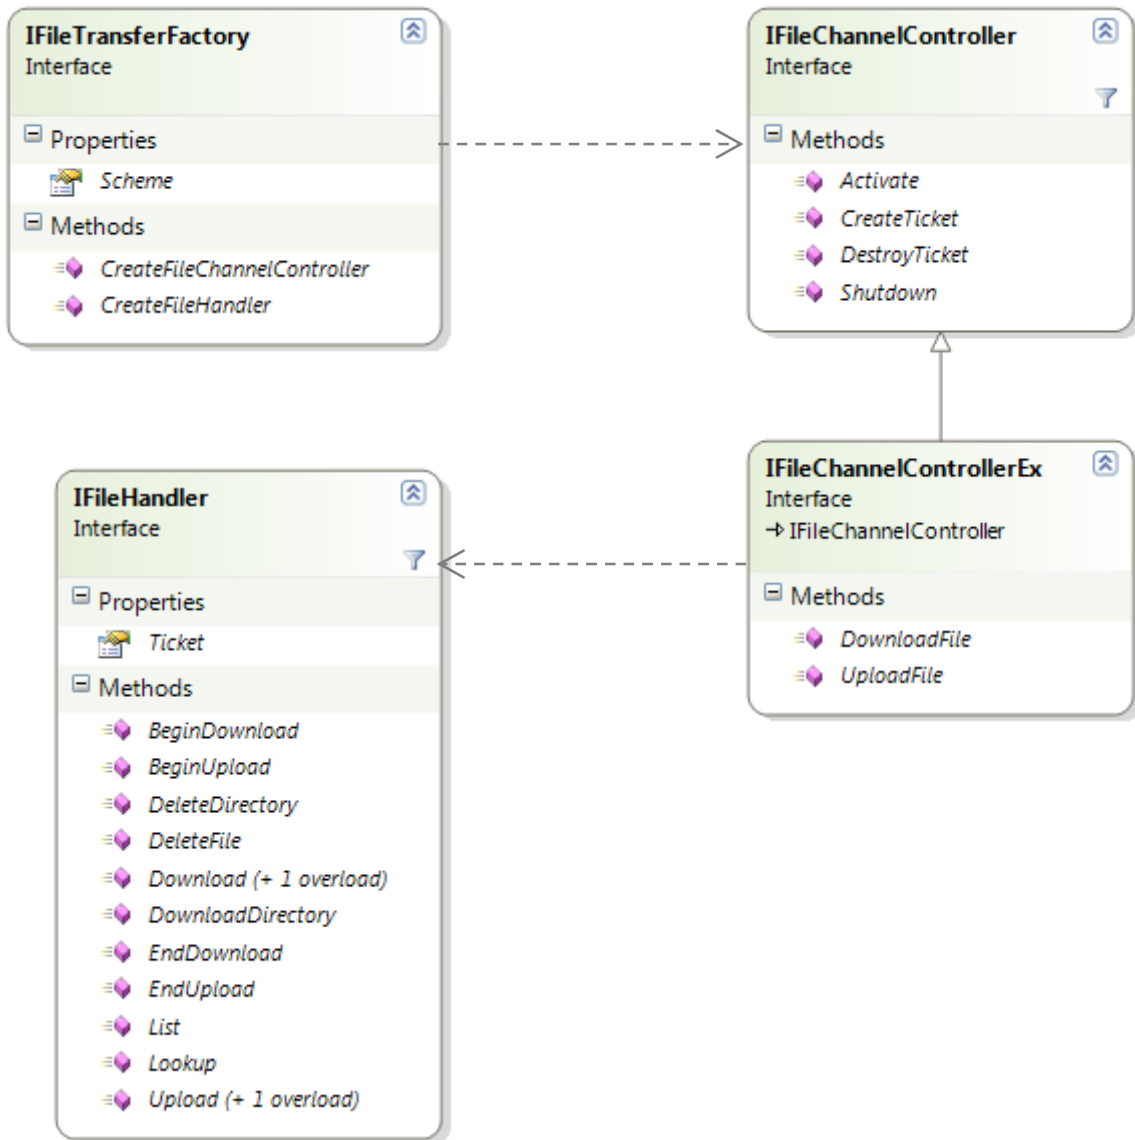 IFileTransferFactory
Interface
Properties
Scheme
Methods
CreateFileChannelController
CreateFileHandler
IFileChannelController
Interface
Methods
Activate
CreateTicket
DestroyTicket
Shutdown
IFileHandler
Interface
Properties
Ticket
Methods
BeginDownload
BeginUpload
DeleteDirectory
DeleteFile
Download (+ 1 overload)
DownloadDirectory
EndDownload
EndUpload
List
Lookup
Upload (+ 1 overload)
IFileChannelControllerEx
Interface
IFileChannelController
Methods
DownloadFile
UploadFile